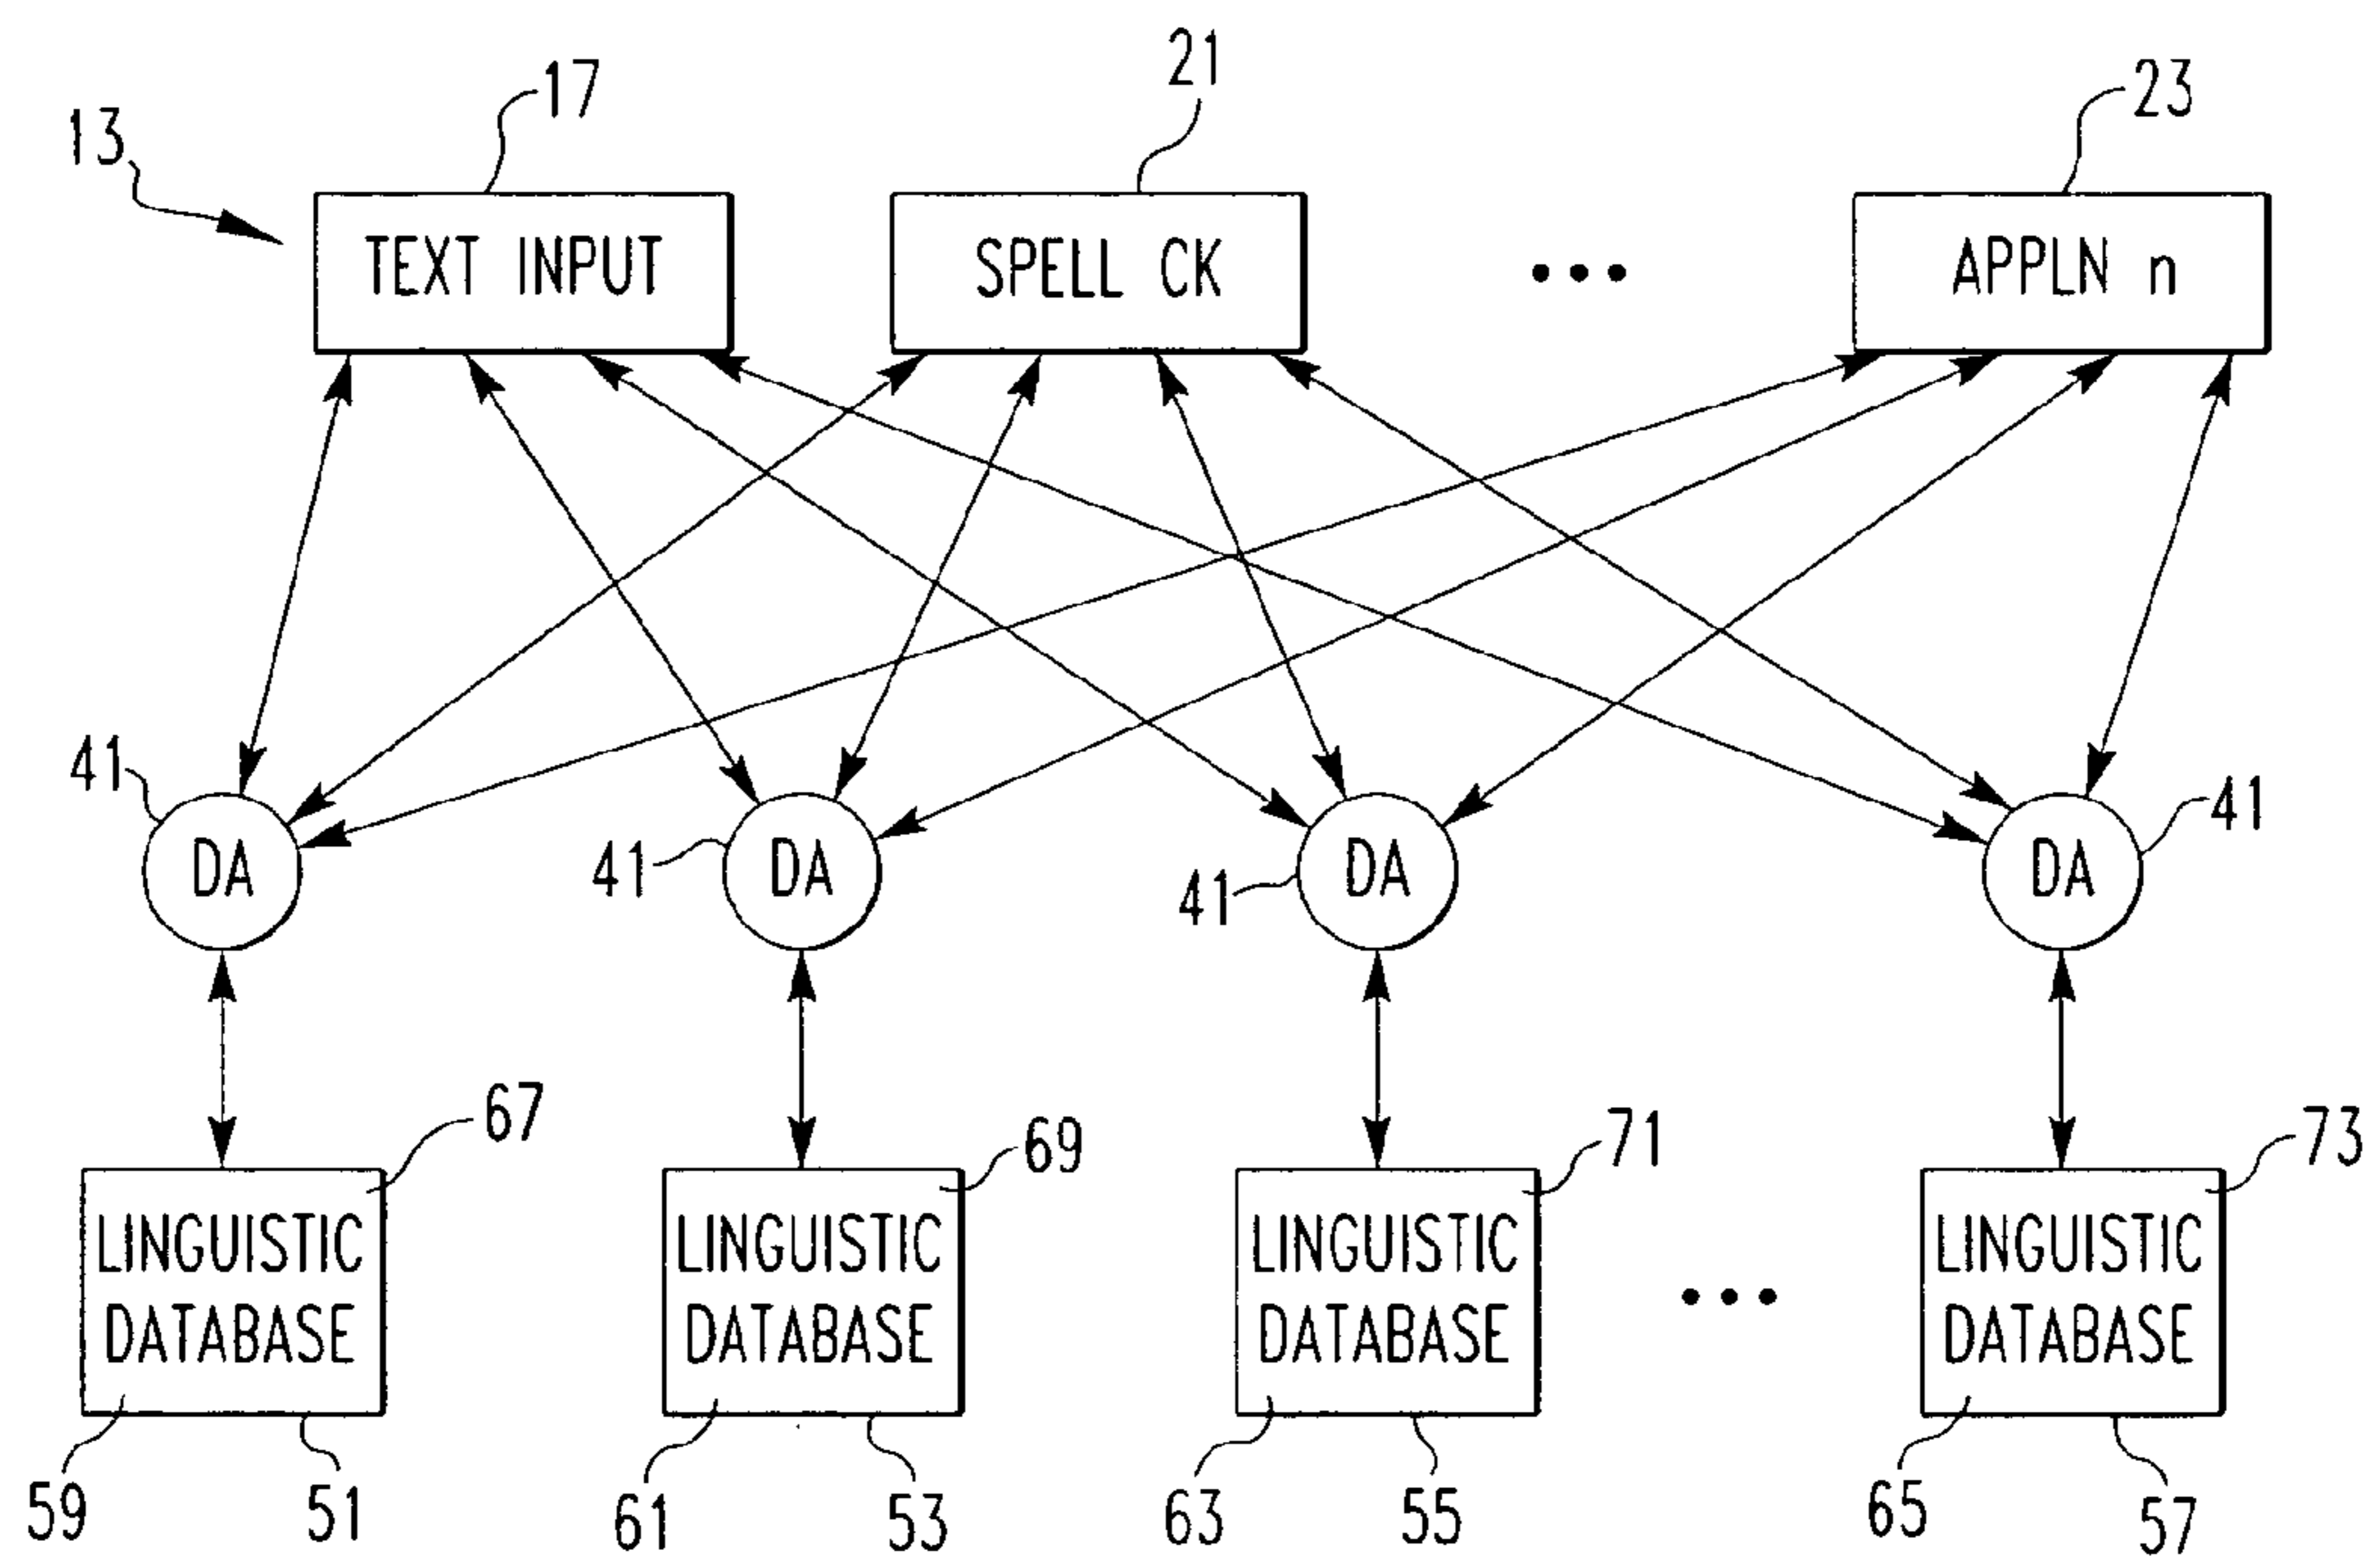 13
17
21
23
TEXT INPUT
SPELL CK
•••
APPLN n
41
DA
41
DA
41
DA
41
DA
67
69
71
73
LINGUISTIC
DATABASE
LINGUISTIC
DATABASE
LINGUISTIC
DATABASE
•••
LINGUISTIC
DATABASE
59
51
61
53
63
55
65
57